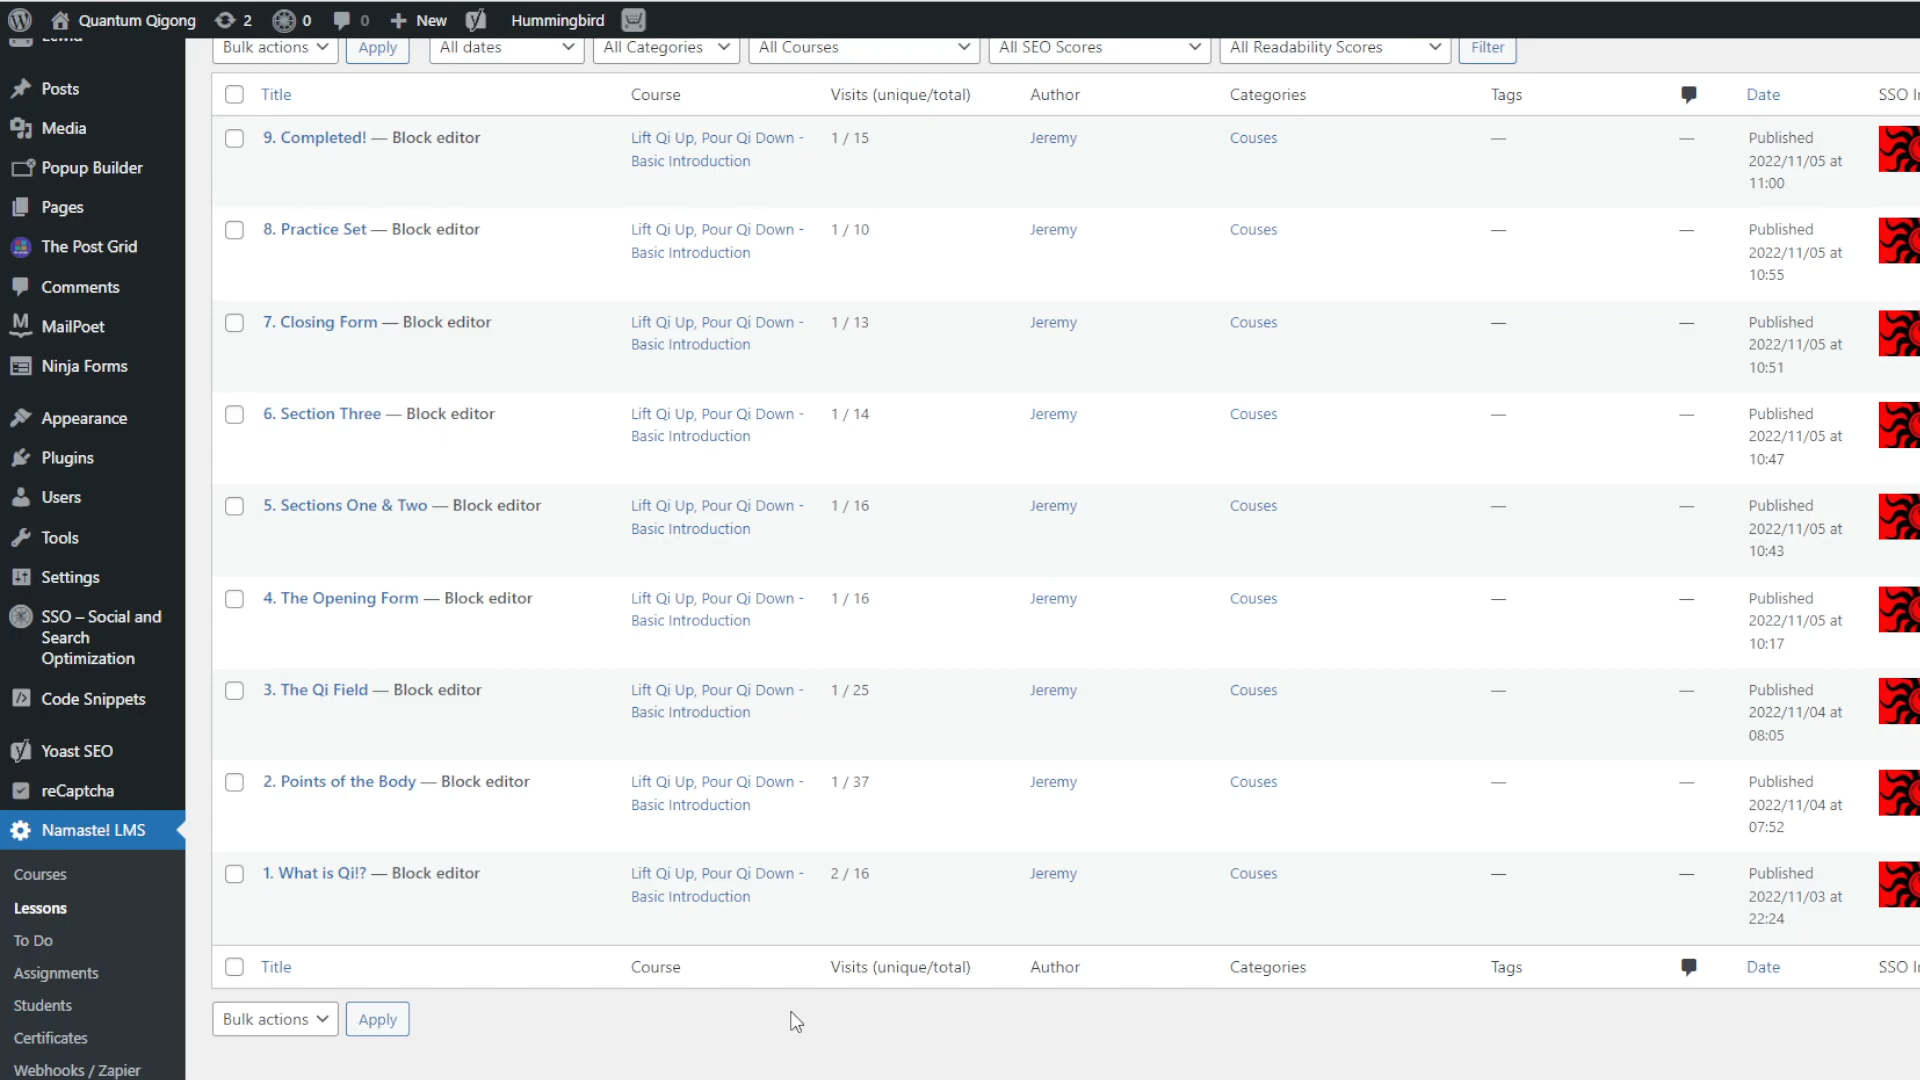 Quantum Qigong 2 0 0 New Hummingbird
Bulk actions Apply All dates All Categories All Courses All SEO Scores All Readability Scores Filter
Posts
Media
Popup Builder
Pages
The Post Grid
Comments
MailPoet
Ninja Forms
Appearance
Plugins
Users
Tools
Settings
SSO – Social and
Search
Optimization
Code Snippets
Yoast SEO
reCaptcha
Namaste! LMS
Courses
Lessons
To Do
Assignments
Students
Certificates
Webhooks / Zapier
Title Course Visits (unique/total) Author Categories Tags Date SSO
9. Completed! — Block editor Lift Qi Up, Pour Qi Down - 1 / 15 Jeremy Couses — — Published
Basic Introduction 2022/11/05 at
11:00
8. Practice Set — Block editor Lift Qi Up, Pour Qi Down - 1 / 10 Jeremy Couses — — Published
Basic Introduction 2022/11/05 at
10:55
7. Closing Form — Block editor Lift Qi Up, Pour Qi Down - 1 / 13 Jeremy Couses — — Published
Basic Introduction 2022/11/05 at
10:51
6. Section Three — Block editor Lift Qi Up, Pour Qi Down - 1 / 14 Jeremy Couses — — Published
Basic Introduction 2022/11/05 at
10:47
5. Sections One & Two — Block editor Lift Qi Up, Pour Qi Down - 1 / 16 Jeremy Couses — — Published
Basic Introduction 2022/11/05 at
10:43
4. The Opening Form — Block editor Lift Qi Up, Pour Qi Down - 1 / 16 Jeremy Couses — — Published
Basic Introduction 2022/11/05 at
10:17
3. The Qi Field — Block editor Lift Qi Up, Pour Qi Down - 1 / 25 Jeremy Couses — — Published
Basic Introduction 2022/11/04 at
08:05
2. Points of the Body — Block editor Lift Qi Up, Pour Qi Down - 1 / 37 Jeremy Couses — — Published
Basic Introduction 2022/11/04 at
07:52
1. What is Qi!? — Block editor Lift Qi Up, Pour Qi Down - 2 / 16 Jeremy Couses — — Published
Basic Introduction 2022/11/03 at
22:24
Title Course Visits (unique/total) Author Categories Tags Date SSO
Bulk actions Apply